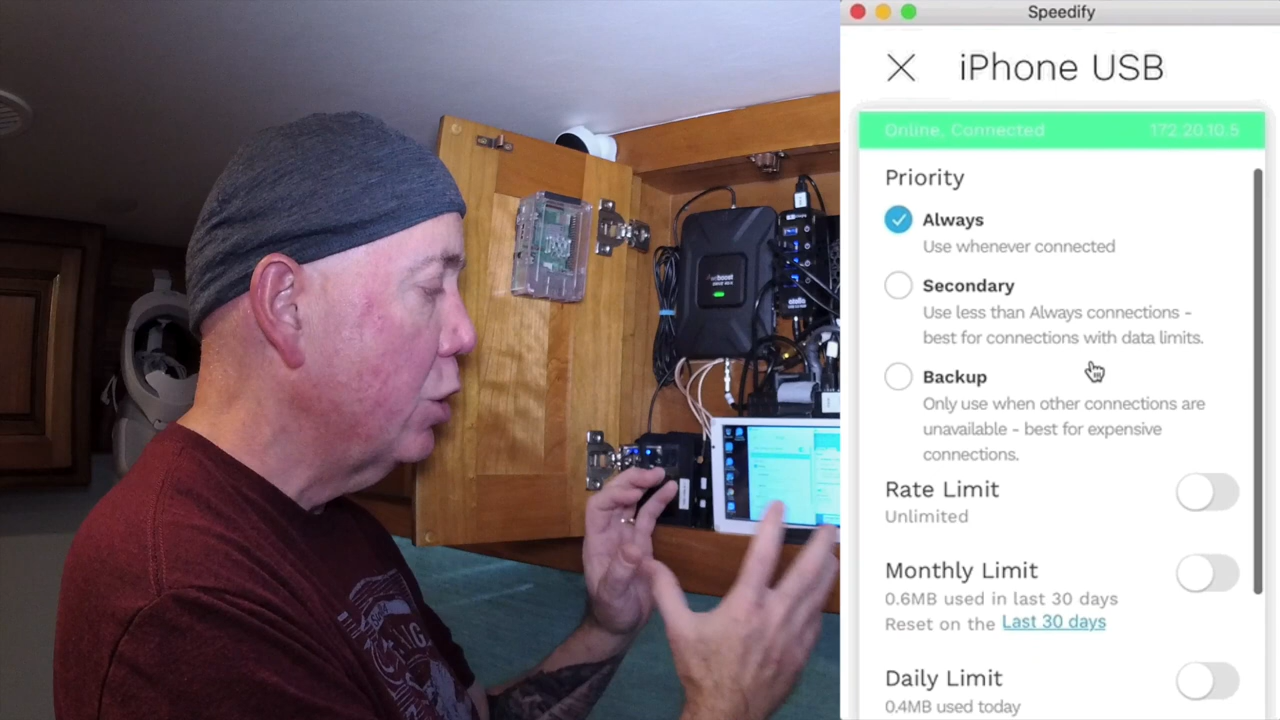 Speedify
iPhone USB
Online, Connected 172.20.10.5
Priority
Always
Use whenever connected
Secondary
Use less than Always connections -
best for connections with data limits.
Backup
Only use when other connections are
unavailable - best for expensive
connections.
Rate Limit
Unlimited
Monthly Limit
0.6MB used in last 30 days
Reset on the Last 30 days
Daily Limit
0.4MB used today